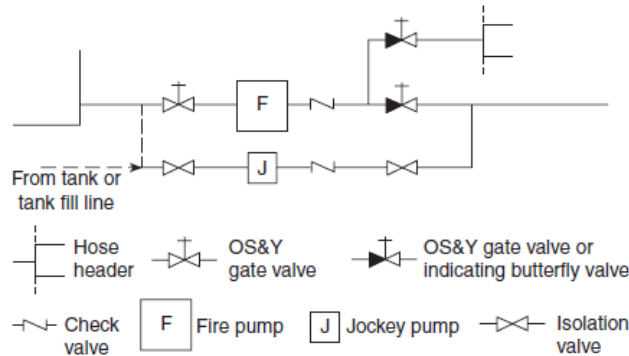 F
J
From tank or
tank fill line
Hose
header
OS&Y
gate valve
OS&Y gate valve or
indicating butterfly valve
Check
valve
F
Fire pump
J
Jockey pump
Isolation
valve